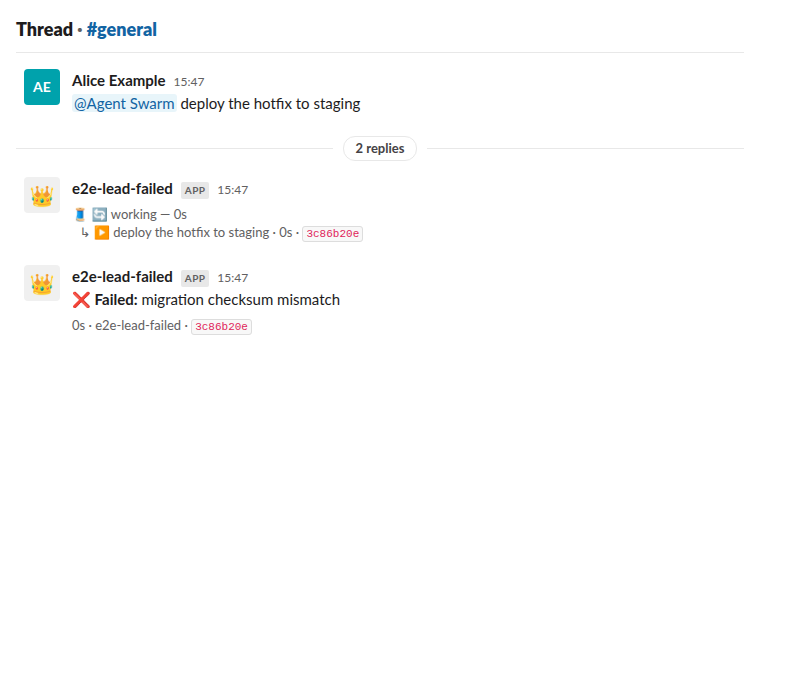 Thread • #general
AE
Alice Example 15:47
@Agent Swarm deploy the hotfix to staging
2 replies
e2e-lead-failed APP 15:47
🧵 🔄 working — 0s
↳ ▶️ deploy the hotfix to staging · 0s · 3c86b20e
e2e-lead-failed APP 15:47
❌ Failed: migration checksum mismatch
0s · e2e-lead-failed · 3c86b20e